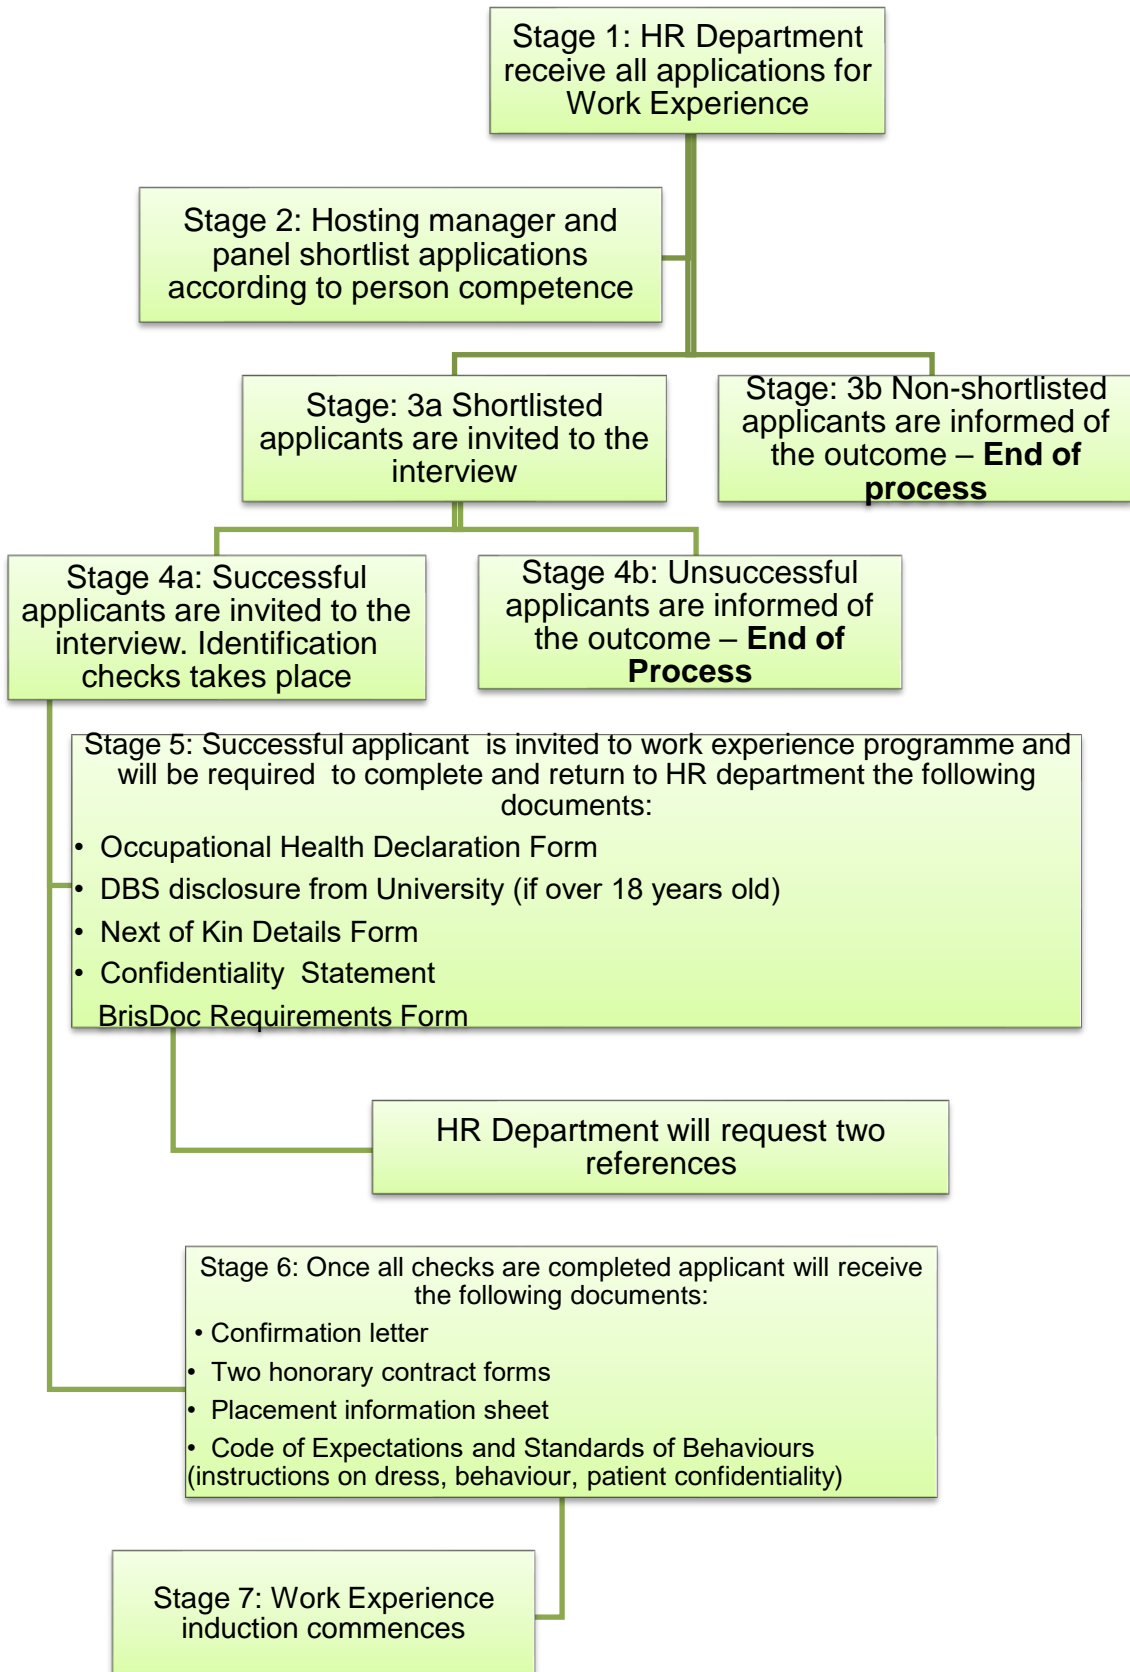 Stage 1: HR Department
receive all applications for
Work Experience
Stage 2: Hosting manager and
panel shortlist applications
according to person competence
Stage: 3a Shortlisted
applicants are invited to the
interview
Stage: 3b Non-shortlisted
applicants are informed of
the outcome – End of
process
Stage 4a: Successful
applicants are invited to the
interview. Identification
checks takes place
Stage 4b: Unsuccessful
applicants are informed of
the outcome – End of
Process
Stage 5: Successful applicant is invited to work experience programme and
will be required to complete and return to HR department the following
documents:
• Occupational Health Declaration Form
• DBS disclosure from University (if over 18 years old)
• Next of Kin Details Form
• Confidentiality Statement
BrisDoc Requirements Form
HR Department will request two
references
Stage 6: Once all checks are completed applicant will receive
the following documents:
• Confirmation letter
• Two honorary contract forms
• Placement information sheet
• Code of Expectations and Standards of Behaviours
(instructions on dress, behaviour, patient confidentiality)
Stage 7: Work Experience
induction commences